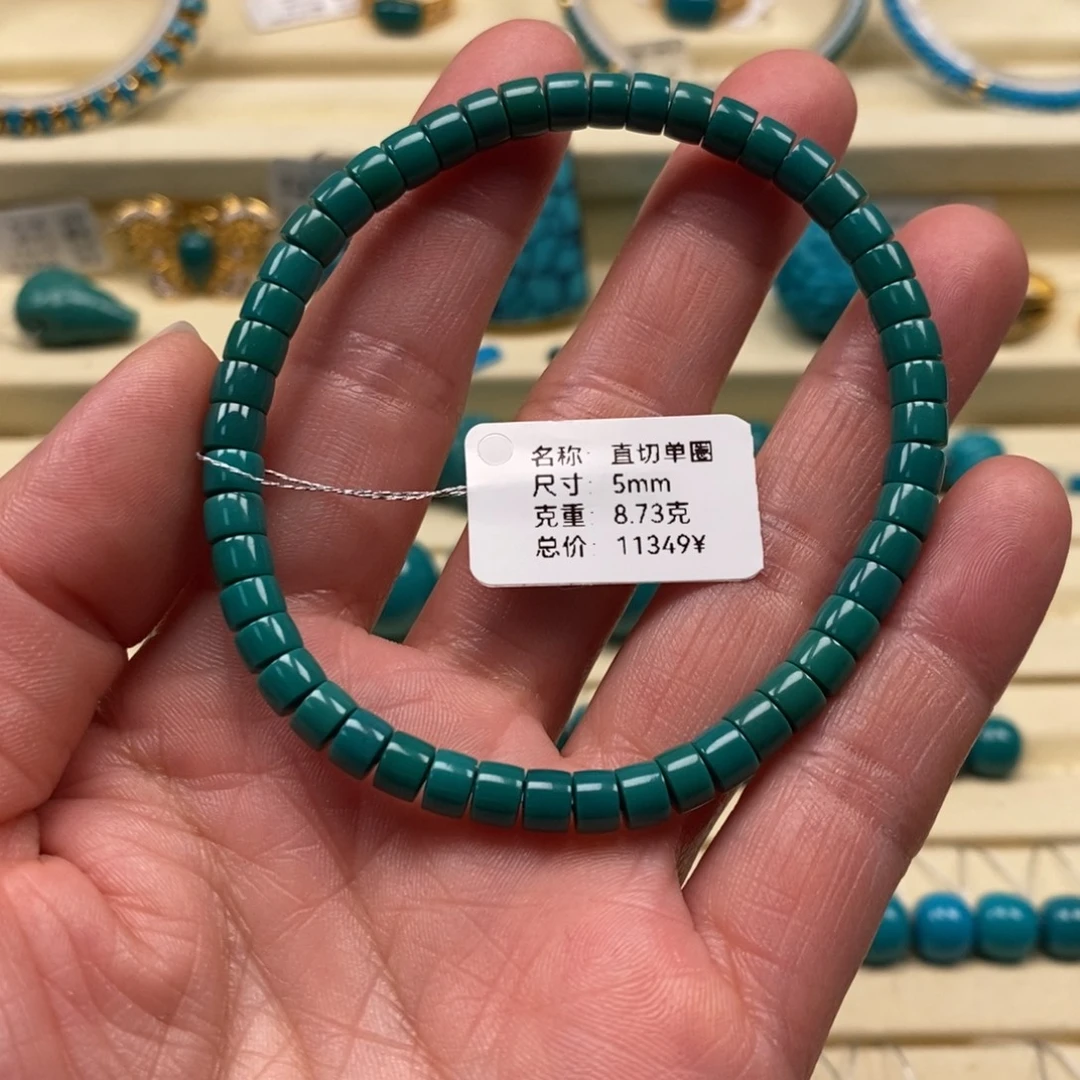 名称: 直切单圈
尺寸: 5mm
克重: 8.73克
总价: 11349¥